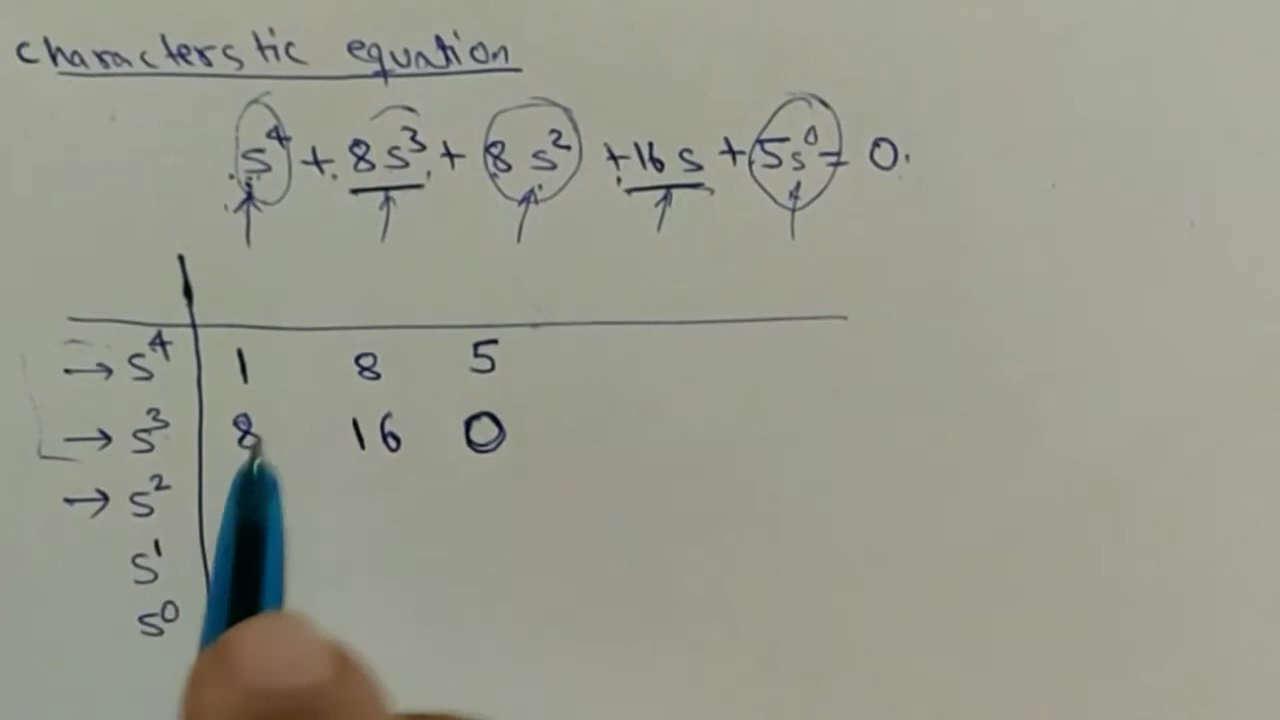 characterstic equation
s⁴ + 8s³ + 8s² + 16s + 5s⁰ = 0.
→ s⁴ 1 8 5
→ s³ 8 16 0
→ s²
s¹
s⁰